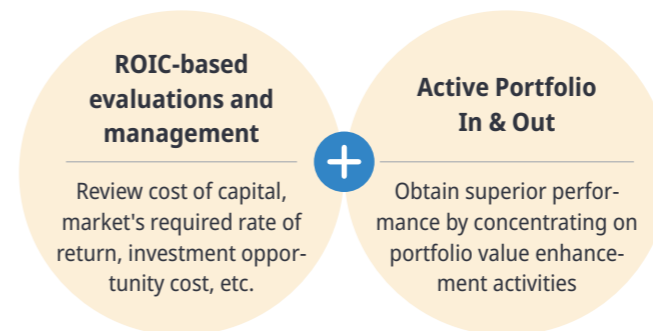 ROIC-based
evaluations and
management
Review cost of capital,
market's required rate of
return, investment oppor-
tunity cost, etc.
+
Active Portfolio
In & Out
Obtain superior perfor-
mance by concentrating on
portfolio value enhance-
ment activities